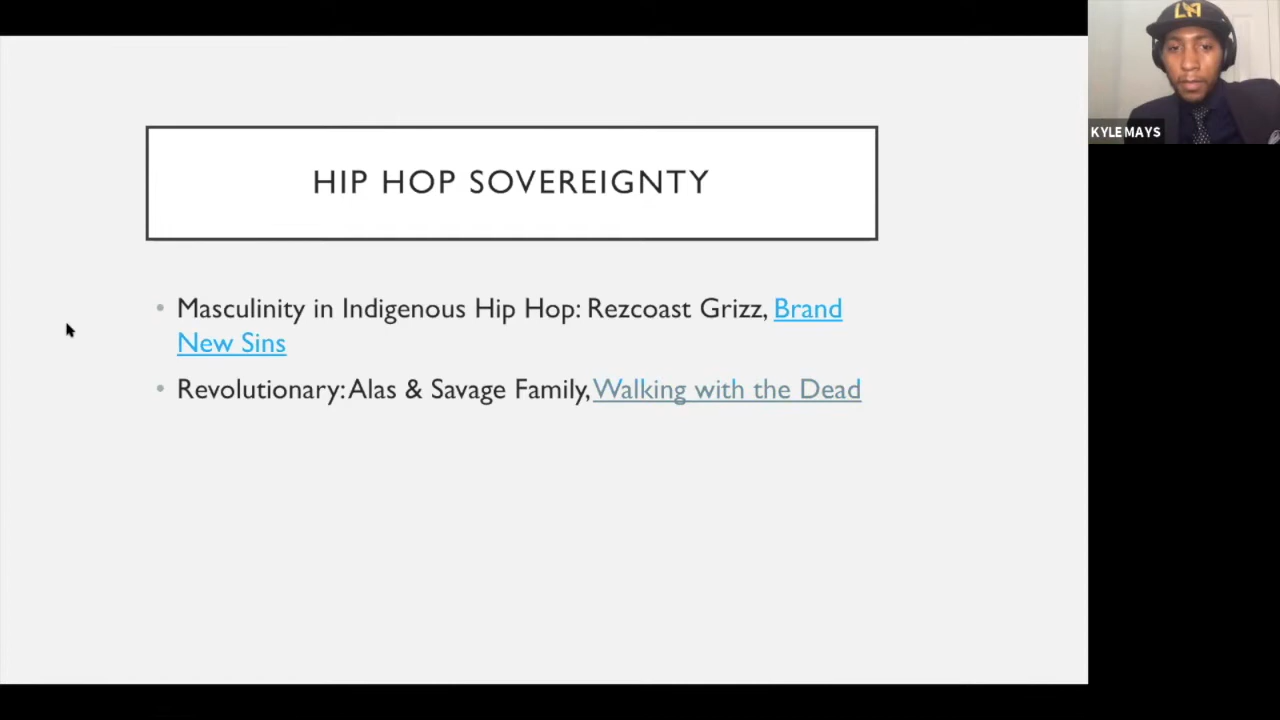 HIP HOP SOVEREIGNTY
Masculinity in Indigenous Hip Hop: Rezcoast Grizz, Brand
New Sins
Revolutionary: Alas & Savage Family, Walking with the Dead
KYLE MAYS